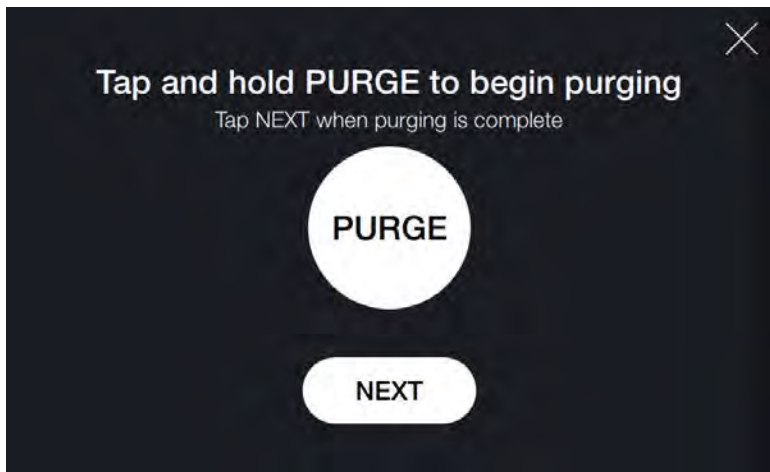 Tap and hold PURGE to begin purging
Tap NEXT when purging is complete
PURGE
NEXT